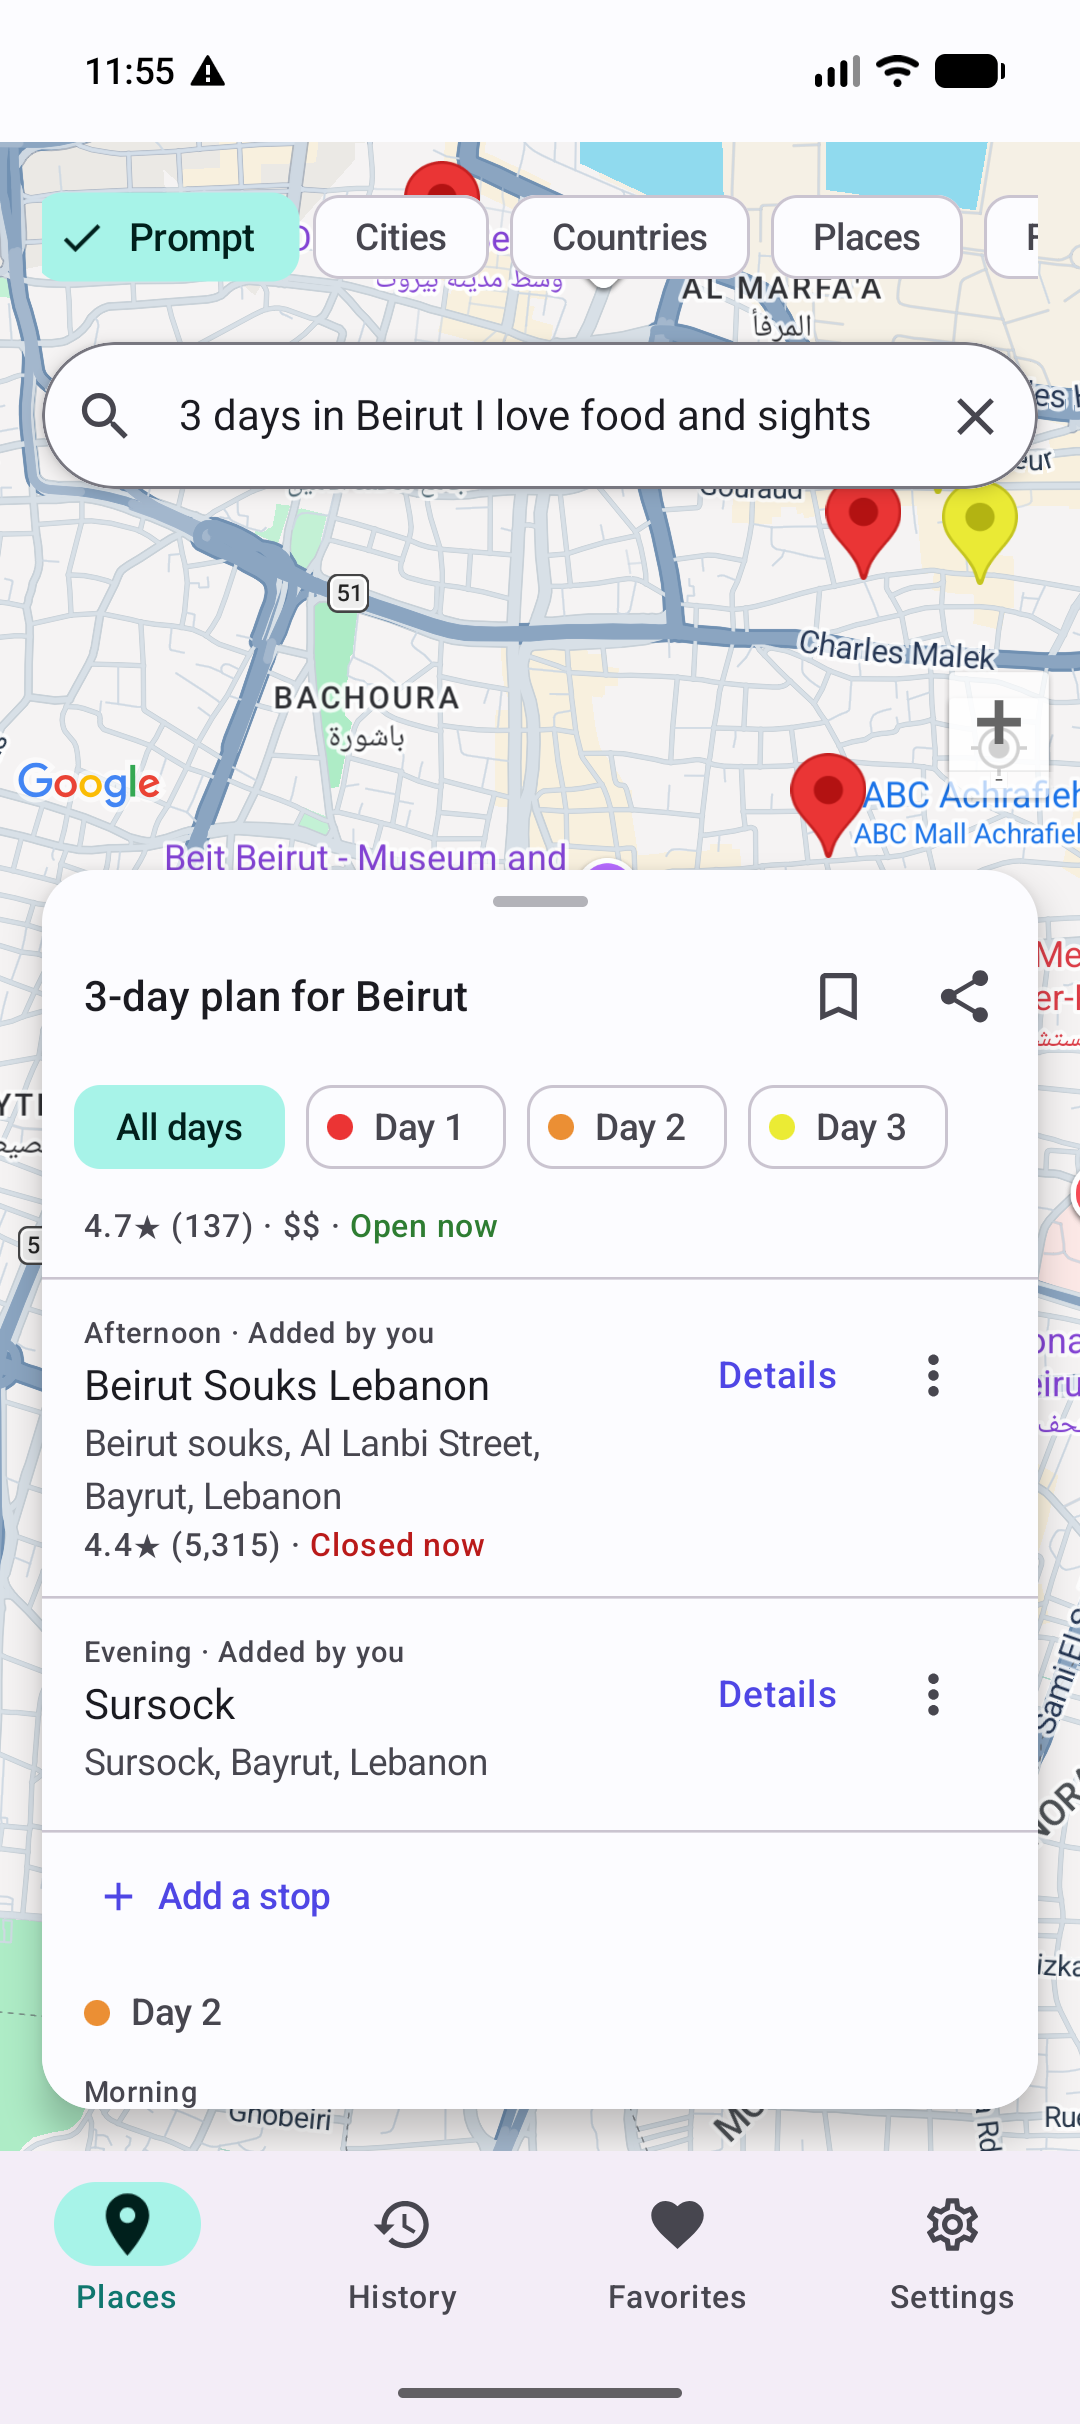 11:55
Prompt
Cities
Countries
Places
وسط مدينة بيروت
AL MARFA'A
المرفأ
3 days in Beirut I love food and sights
Gouraud
51
Charles Malek
BACHOURA
باشورة
Google
ABC Achrafieh
ABC Mall Achrafieh
Beit Beirut - Museum and
3-day plan for Beirut
All days
Day 1
Day 2
Day 3
4.7★ (137) · $$ · Open now
Afternoon · Added by you
Beirut Souks Lebanon
Details
Beirut souks, Al Lanbi Street,
Bayrut, Lebanon
4.4★ (5,315) · Closed now
Evening · Added by you
Sursock
Details
Sursock, Bayrut, Lebanon
+ Add a stop
Day 2
Morning
Ghobeiri
Places
History
Favorites
Settings